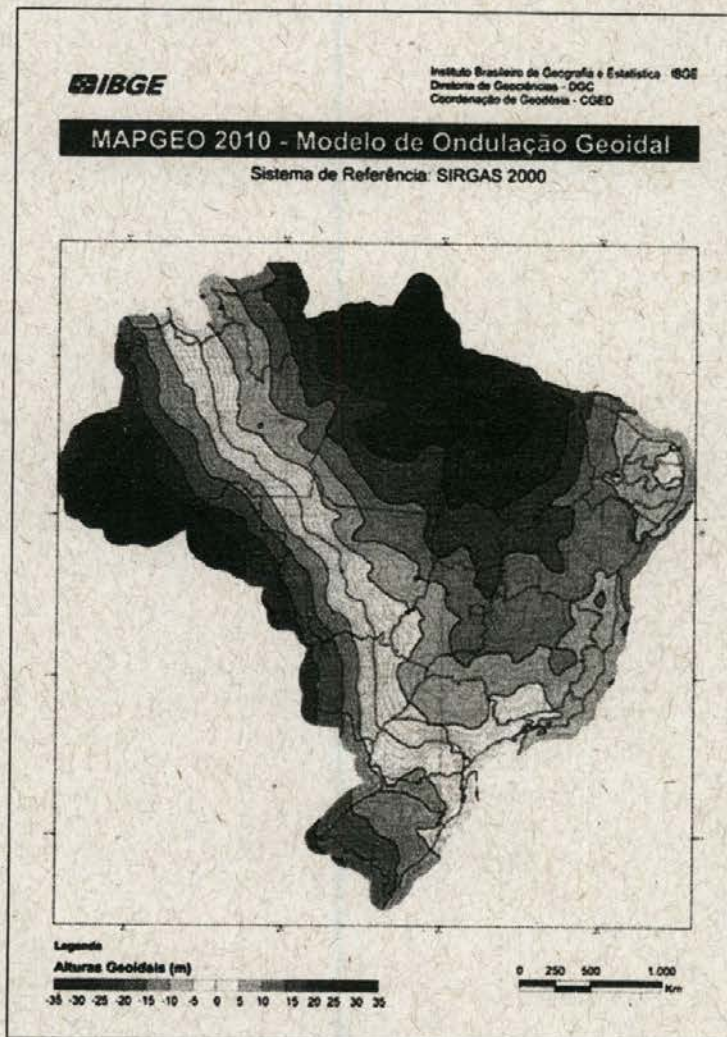 IBGE
Instituto Brasileiro de Geografia e Estatística - IBGE
Diretoria de Geociências - DGC
Coordenação de Geodésia - CGED
MAPGEO 2010 - Modelo de Ondulação Geoidal
Sistema de Referência: SIRGAS 2000
Legenda
Alturas Geoidais (m)
-35 -30 -25 -20 -15 -10 -5 0 5 10 15 20 25 30 35
0 250 500 1.000
Km